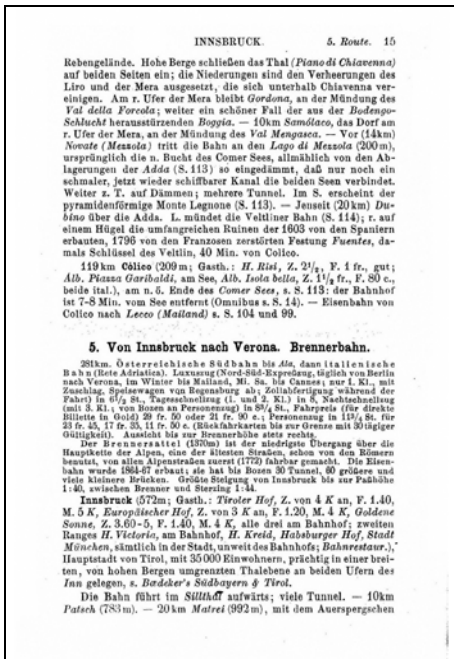 INNSBRUCK. 5. Route. 15
Rebengelände. Hohe Berge schließen das Thal (Piano di Chiavenna)
auf beiden Seiten ein; die Niederungen sind den Verheerungen des
Liro und der Mera ausgesetzt, die sich unterhalb Chiavenna ver-
einigen. Am r. Ufer der Mera bleibt Gordona, an der Mündung des
Val della Forcola; weiter ein schöner Fall der aus der Bodengo-
Schlucht herausstürzenden Boggia. — 10km Samólaco, das Dorf am
r. Ufer der Mera, an der Mündung des Val Mengasca. — Vor (14km)
Novate (Mezzola) tritt die Bahn an den Lago di Mezzola (200m),
ursprünglich die n. Bucht des Comer Sees, allmählich von den Ab-
lagerungen der Adda (S. 113) so eingedämmt, daß nur noch ein
schmaler, jetzt wieder schiffbarer Kanal die beiden Seen verbindet.
Weiter z. T. auf Dämmen; mehrere Tunnel. Im S. erscheint der
pyramidenförmige Monte Legnone (S. 113). — Jenseit (20km) Du-
bino über die Adda. L. mündet die Veltliner Bahn (S. 114); r. auf
einem Hügel die umfangreichen Ruinen der 1603 von den Spaniern
erbauten, 1796 von den Franzosen zerstörten Festung Fuentes, da-
mals Schlüssel des Veltlin, 40 Min. von Colico.
119km Cólico (209m; Gasth.: H. Risi, Z. 2½, F. 1 fr., gut;
Alb. Piazza Garibaldi, am See, Alb. Isola bella, Z. 1½ fr., F. 80 c.,
beide ital.), am n.ö. Ende des Comer Sees, s. S. 113: der Bahnhof
ist 7-8 Min. vom See entfernt (Omnibus s. S. 14). — Eisenbahn von
Colico nach Lecco (Mailand) s. S. 104 und 99.
5. Von Innsbruck nach Verona. Brennerbahn.
281km. Österreichische Südbahn bis Ala, dann italienische
Bahn (Rete Adriatica). Luxuszug (Nord-Süd-Expreßzug, täglich von Berlin
nach Verona, im Winter bis Mailand, Mi. Sa. bis Cannes; nur I. Kl., mit
Zuschlag, Speisewagen von Regensburg ab; Zollabfertigung während der
Fahrt) in 6½ St., Tagesschnellzug (1. und 2. Kl.) in 8, Nachtschnellzug
(mit 3. Kl.; von Bozen an Personenzug) in 8¾ St., Fahrpreis (für direkte
Billette in Gold) 29 fr. 50 oder 21 fr. 90 c.; Personenzug in 11¾ St. für
23 fr. 45, 17 fr. 35, 11 fr. 50 c. (Rückfahrkarten bis zur Grenze mit 30tägiger
Gültigkeit). Aussicht bis zur Brennerhöhe stets rechts.
Der Brennersattel (1370m) ist der niedrigste Übergang über die
Hauptkette der Alpen, eine der ältesten Straßen, schon von den Römern
benutzt, von allen Alpenstraßen zuerst (1772) fahrbar gemacht. Die Eisen-
bahn wurde 1864-67 erbaut; sie hat bis Bozen 30 Tunnel, 60 größere und
viele kleinere Brücken. Größte Steigung von Innsbruck bis zur Paßhöhe
1:40, zwischen Brenner und Sterzing 1:44.
Innsbruck (572m; Gasth.: Tiroler Hof, Z. von 4 K an, F. 1.40,
M. 5 K, Europäischer Hof, Z. von 3 K an, F. 1.20, M. 4 K, Goldene
Sonne, Z. 3.60-5, F. 1.40, M. 4 K, alle drei am Bahnhof; zweiten
Ranges H. Victoria, am Bahnhof, H. Kreid, Habsburger Hof, Stadt
München, sämtlich in der Stadt, unweit des Bahnhofs; Bahnrestaur.),
Hauptstadt von Tirol, mit 35000 Einwohnern, prächtig in einer brei-
ten, von hohen Bergen umgrenzten Thalebene an beiden Ufern des
Inn gelegen, s. Bædeker's Südbayern & Tirol.
Die Bahn führt im Sillthal aufwärts; viele Tunnel. — 10km
Patsch (783m). — 20km Matrei (992m), mit dem Auerspergschen